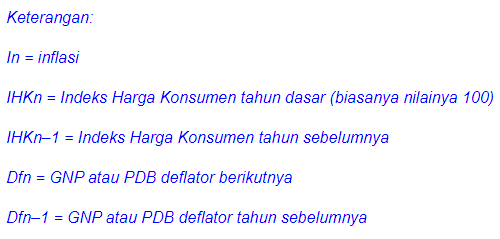 Keterangan:
In = inflasi
IHKn = Indeks Harga Konsumen tahun dasar (biasanya nilainya 100)
IHKn–1 = Indeks Harga Konsumen tahun sebelumnya
Dfn = GNP atau PDB deflator berikutnya
Dfn–1 = GNP atau PDB deflator tahun sebelumnya